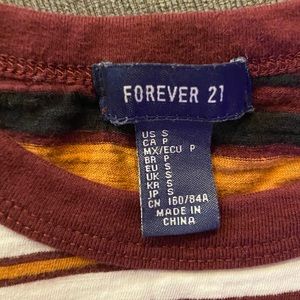 FOREVER 21
US S
CA P
MX/ECU P
BR P
EU S
UK S
KR S
JP S
CN 160/84A
MADE IN
CHINA